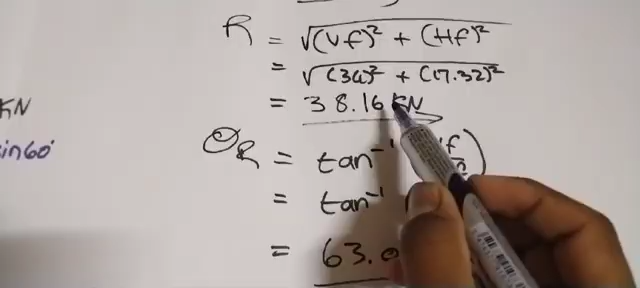 R = √(Vf)² + (Hf)²
= √(34)² + (17.32)²
= 38.16 KN
KN
θR = tan⁻¹ f
sin60°
= tan⁻¹
= 63.0